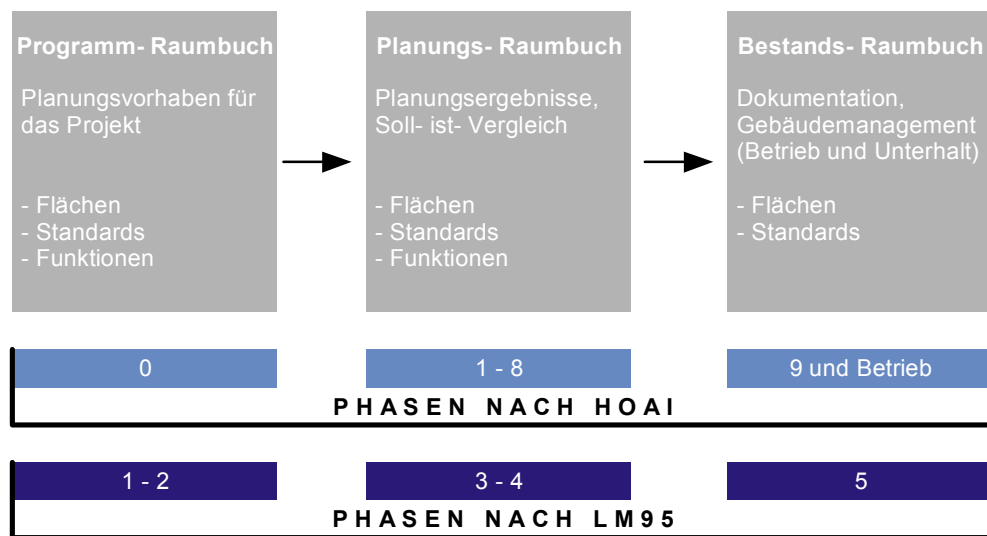 Programm- Raumbuch
Planungsvorhaben für
das Projekt
- Flächen
- Standards
- Funktionen
Planungs- Raumbuch
Planungsergebnisse,
Soll- ist- Vergleich
- Flächen
- Standards
- Funktionen
Bestands- Raumbuch
Dokumentation,
Gebäudemanagement
(Betrieb und Unterhalt)
- Flächen
- Standards
0
1 - 8
9 und Betrieb
PHASEN NACH HOAI
1 - 2
3 - 4
5
PHASEN NACH LM95